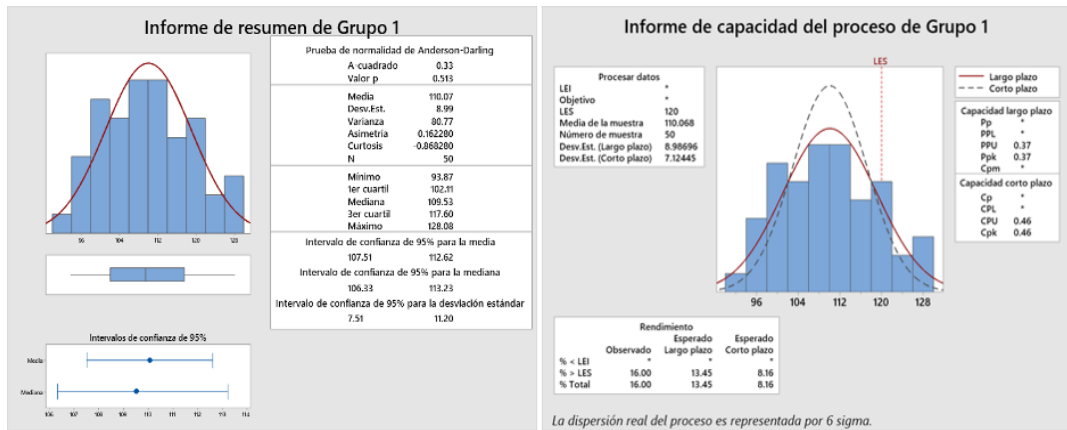 Informe de resumen de Grupo 1
Prueba de normalidad de Anderson-Darling
A-cuadrado 0.33
Valor p 0.513
Media 110.07
Desv.Est. 8.99
Varianza 80.77
Asimetría 0.162280
Curtosis -0.868280
N 50
Mínimo 93.87
1er cuartil 102.11
Mediana 109.53
3er cuartil 117.60
Máximo 128.08
Intervalo de confianza de 95% para la media
107.51 112.62
Intervalo de confianza de 95% para la mediana
106.33 113.23
Intervalo de confianza de 95% para la desviación estándar
7.51 11.20
96 104 112 120 128
Intervalos de confianza de 95%
Media
Mediana
106 107 108 109 110 111 112 113 114
Informe de capacidad del proceso de Grupo 1
LES
Procesar datos
LEI *
Objetivo *
LES 120
Media de la muestra 110.068
Número de muestra 50
Desv.Est. (Largo plazo) 8.98696
Desv.Est. (Corto plazo) 7.12445
Largo plazo
Corto plazo
Capacidad largo plazo
Pp *
PPL *
PPU 0.37
Ppk 0.37
Cpm *
Capacidad corto plazo
Cp *
CPL *
CPU 0.46
Cpk 0.46
96 104 112 120 128
Rendimiento
Esperado Esperado
Observado Largo plazo Corto plazo
% < LEI * * *
% > LES 16.00 13.45 8.16
% Total 16.00 13.45 8.16
La dispersión real del proceso es representada por 6 sigma.